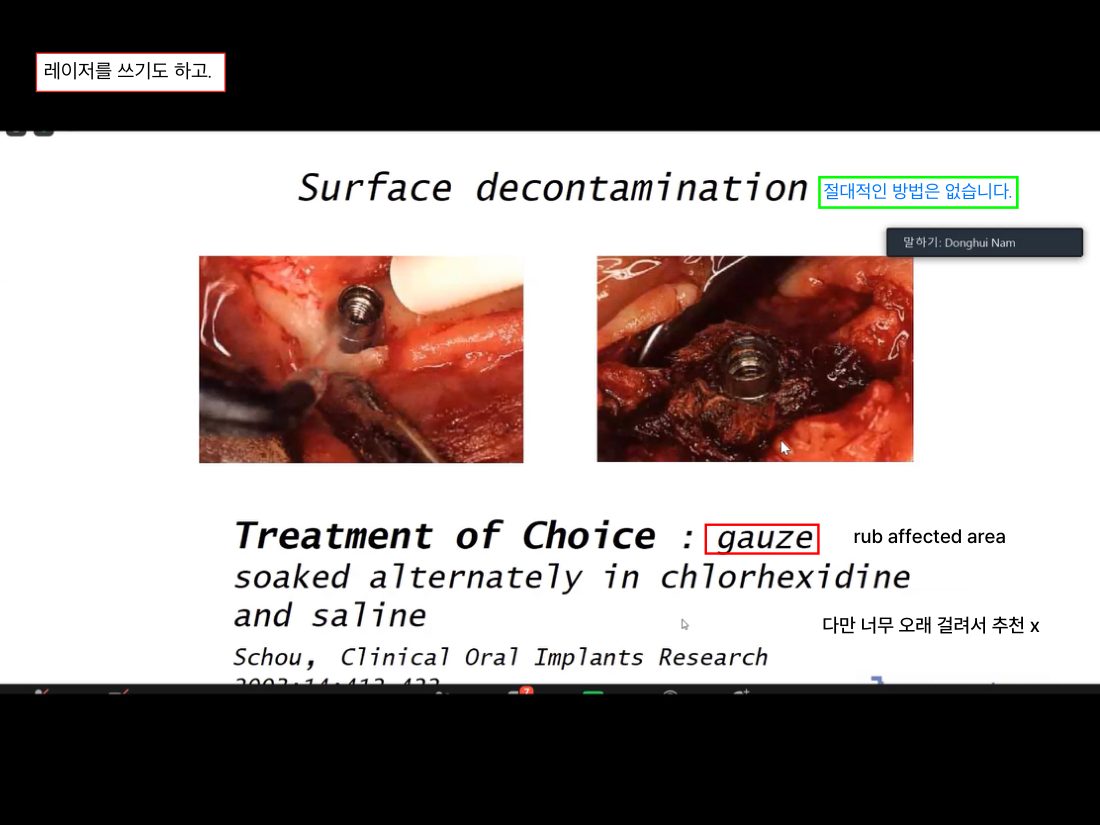 레이저를 쓰기도 하고.
Surface decontamination
절대적인 방법은 없습니다.
말하기: Donghui Nam
Treatment of Choice : gauze
rub affected area
soaked alternately in chlorhexidine
and saline
다만 너무 오래 걸려서 추천 x
Schou, Clinical Oral Implants Research
7